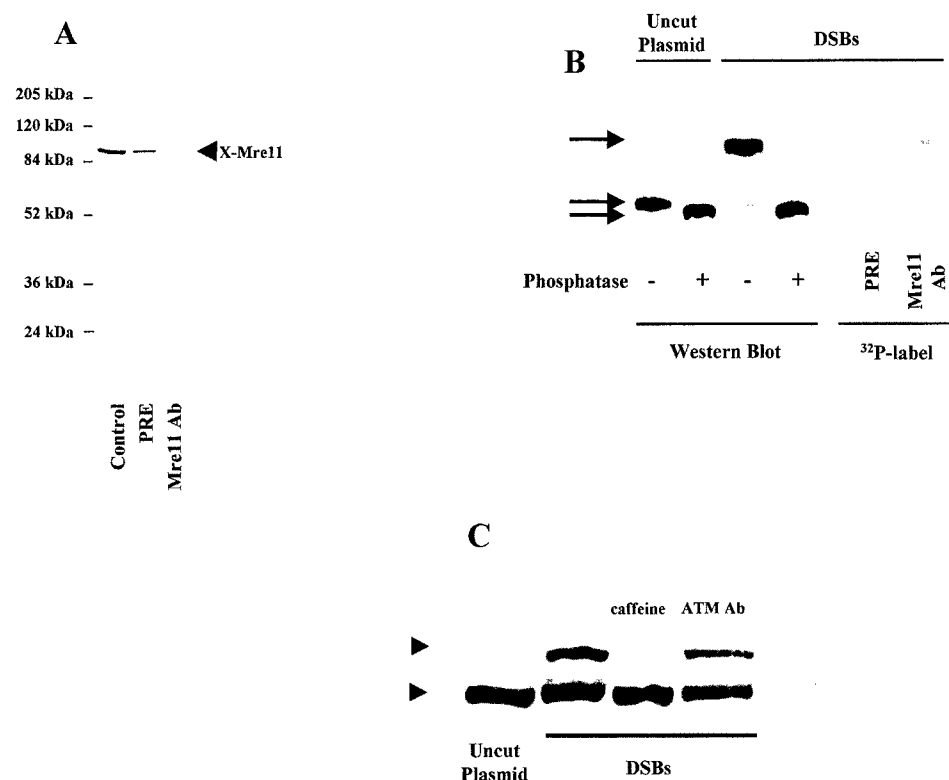 A
205 kDa –
120 kDa –
84 kDa –
52 kDa –
36 kDa –
24 kDa –
X-Mre11
Control
PRE
Mre11 Ab
B
Uncut
Plasmid
DSBs
Phosphatase - + - +
PRE
Mre11
Ab
Western Blot
32P-label
C
caffeine ATM Ab
Uncut
Plasmid
DSBs